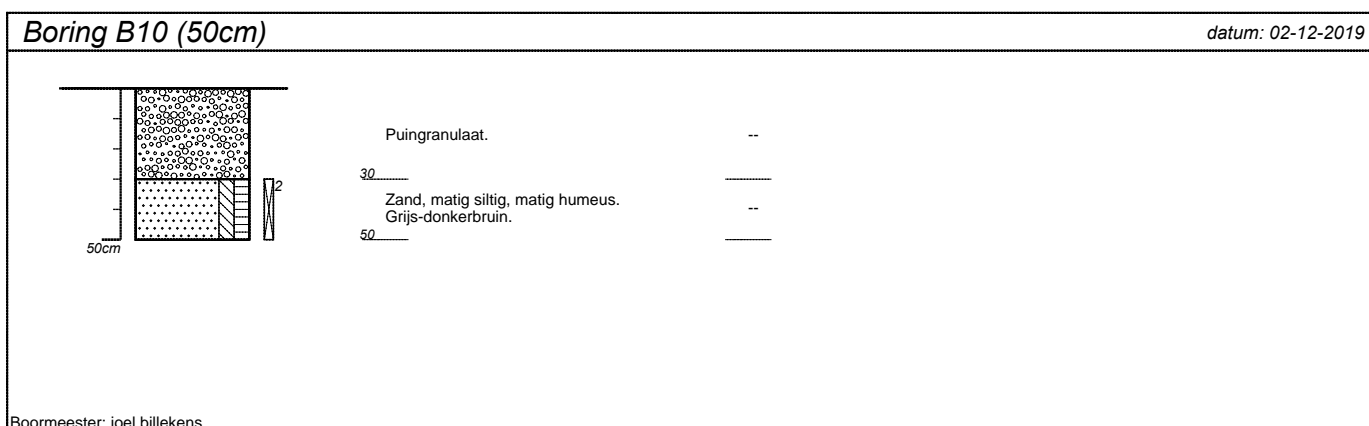 Boring B10 (50cm)
datum: 02-12-2019
Puingranulaat.
--
30
2
Zand, matig siltig, matig humeus.
Grijs-donkerbruin.
--
50
50cm
Boormeester: joel billekens